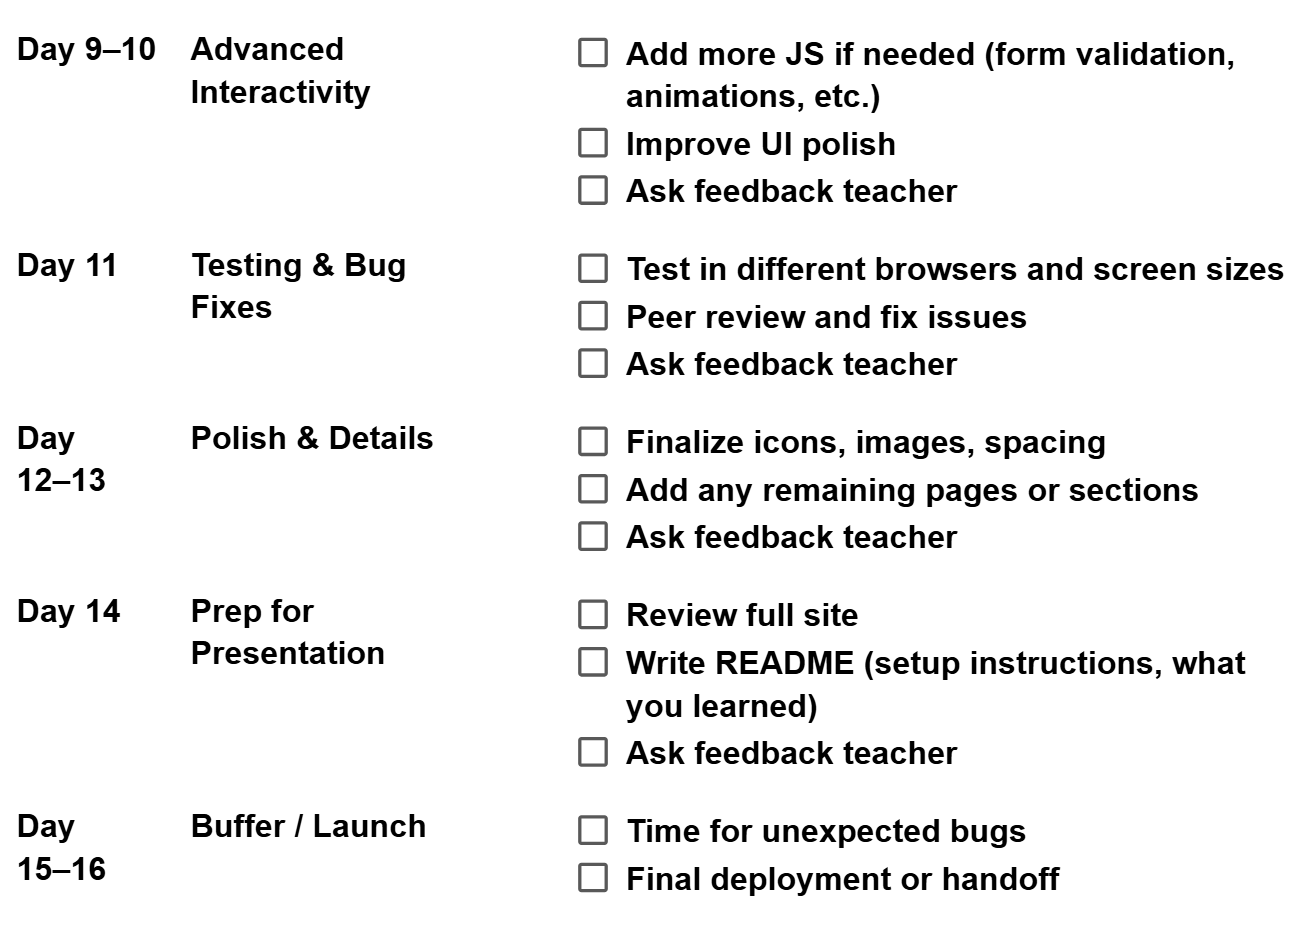 Day 9–10
Advanced
Interactivity
Add more JS if needed (form validation,
animations, etc.)
Improve UI polish
Ask feedback teacher
Day 11
Testing & Bug
Fixes
Test in different browsers and screen sizes
Peer review and fix issues
Ask feedback teacher
Day
12–13
Polish & Details
Finalize icons, images, spacing
Add any remaining pages or sections
Ask feedback teacher
Day 14
Prep for
Presentation
Review full site
Write README (setup instructions, what
you learned)
Ask feedback teacher
Day
15–16
Buffer / Launch
Time for unexpected bugs
Final deployment or handoff